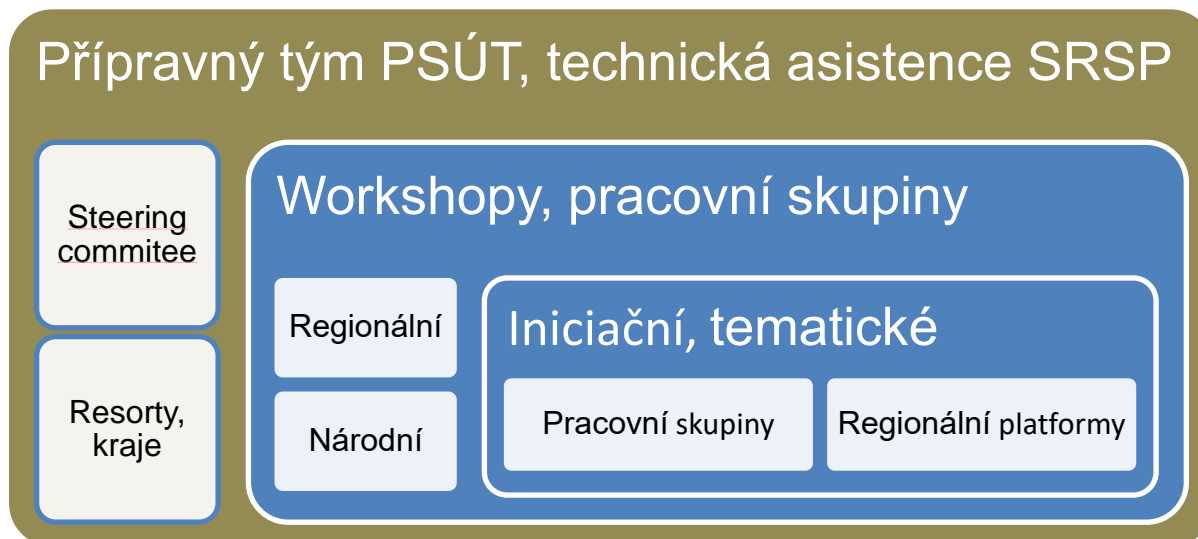 Přípravný tým PSÚT, technická asistence SRSP
Steering
commitee
Resorty,
kraje
Workshopy, pracovní skupiny
Regionální
Národní
Iniciační, tematické
Pracovní skupiny
Regionální platformy